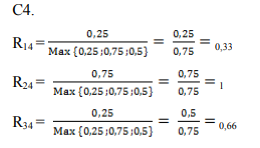 C4.
R14 = 0,25 / Max {0,25 ;0,75 ;0,5} = 0,25 / 0,75 = 0,33
R24 = 0,75 / Max {0,25 ;0,75 ;0,5} = 0,75 / 0,75 = 1
R34 = 0,25 / Max {0,25 ;0,75 ;0,5} = 0,5 / 0,75 = 0,66